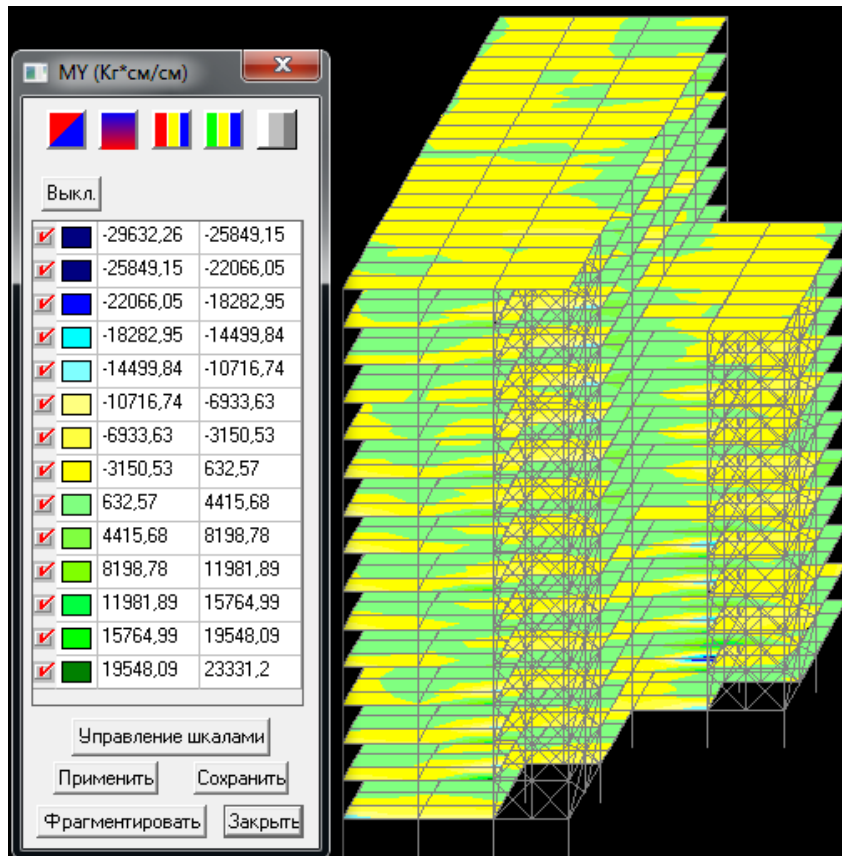 MY (Кг*см/см)
Выкл.
-29632,26 -25849,15
-25849,15 -22066,05
-22066,05 -18282,95
-18282,95 -14499,84
-14499,84 -10716,74
-10716,74 -6933,63
-6933,63 -3150,53
-3150,53 632,57
632,57 4415,68
4415,68 8198,78
8198,78 11981,89
11981,89 15764,99
15764,99 19548,09
19548,09 23331,2
Управление шкалами
Применить Сохранить
Фрагментировать Закрыть